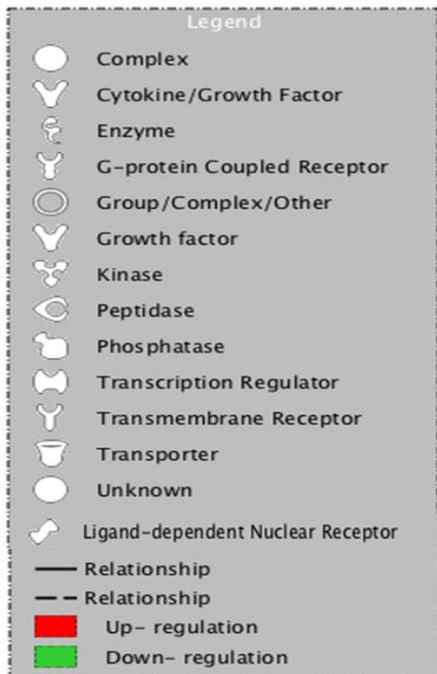 Legend
Complex
Cytokine/Growth Factor
Enzyme
G-protein Coupled Receptor
Group/Complex/Other
Growth factor
Kinase
Peptidase
Phosphatase
Transcription Regulator
Transmembrane Receptor
Transporter
Unknown
Ligand-dependent Nuclear Receptor
Relationship
Relationship
Up- regulation
Down- regulation